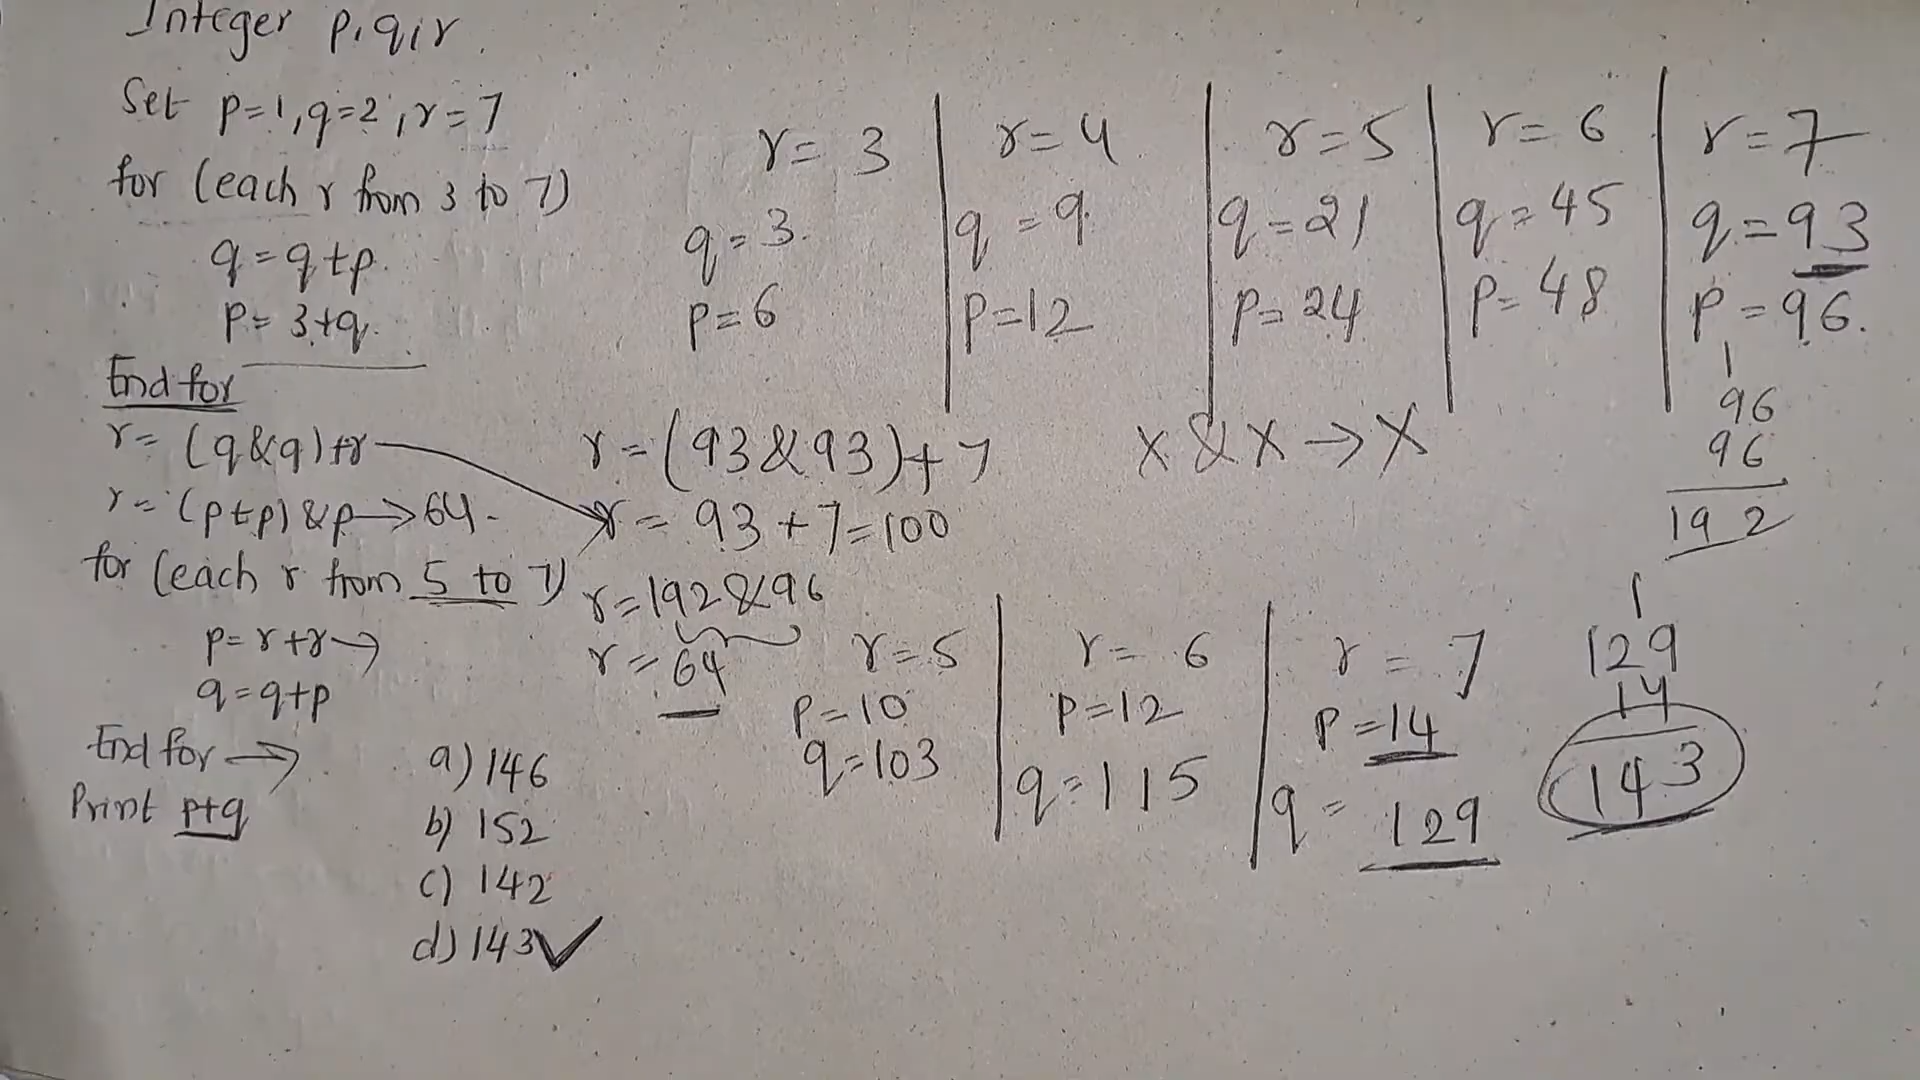 Integer p,q,r.
Set p=1,q=2,r=7
for (each r from 3 to 7)
q=q+p.
p= 3+q.
End for
r= (q&q)+r
r= (p+p)&p→64.
for (each r from 5 to 7)
p= r+r→
q=q+p
End for →
Print p+q
a) 146
b) 152
c) 142
d) 143✓
r= 3
q=3.
p=6
r=4
q=9.
p=12
r=5
q=21
p=24
r= 6
q=45
p=48
r=7
q=93
p=96.
r=(93&93)+7
r= 93+7=100
r=192&96
r= 64
X & X → X
1
96
96
192
r=5
p=10
q=103
r= 6
p=12
q=115
r = 7
p=14
q= 129
1
129
14
143